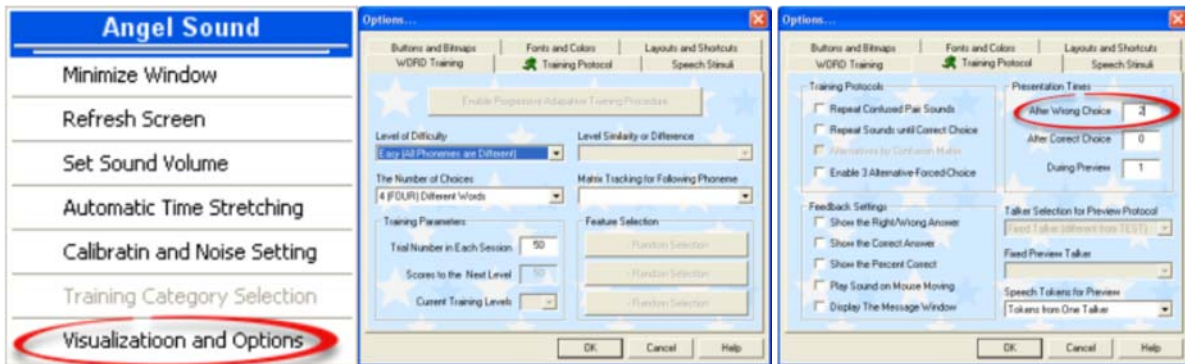 Angel Sound
Minimize Window
Refresh Screen
Set Sound Volume
Automatic Time Stretching
Calibratin and Noise Setting
Training Category Selection
Visualizatioon and Options
Options...
Buttons and Bitmaps
Fonts and Colors
Layouts and Shortcuts
WORD Training
Training Protocol
Speech Stimuli
Enable Progressive Adaptive Training Procedure
Level of Difficulty
Level Similarity or Difference
Easy (All Phonemes are Different)
The Number of Choices
Matrix Tracking for Following Phoneme
4 (FOUR) Different Words
Training Parameters
Feature Selection
Trial Number in Each Session 50
- Random Selection
Scores to the Next Level 50
- Random Selection
Current Training Levels
- Random Selection
OK Cancel Help
Options...
Buttons and Bitmaps
Fonts and Colors
Layouts and Shortcuts
WORD Training
Training Protocol
Speech Stimuli
Training Protocols
Presentation Times
Repeat Confused Pair Sounds
After Wrong Choice 2
Repeat Sounds until Correct Choice
After Correct Choice 0
Alternatives by Confusion Matrix
Enable 3 Alternative-Forced-Choice
During Preview 1
Feedback Settings
Talker Selection for Preview Protocol
Show the Right/Wrong Answer
Fixed Talker (different from TEST)
Show the Correct Answer
Fixed Preview Talker
Show the Percent Correct
Play Sound on Mouse Moving
Speech Tokens for Preview
Display The Message Window
Tokens from One Talker
OK Cancel Help